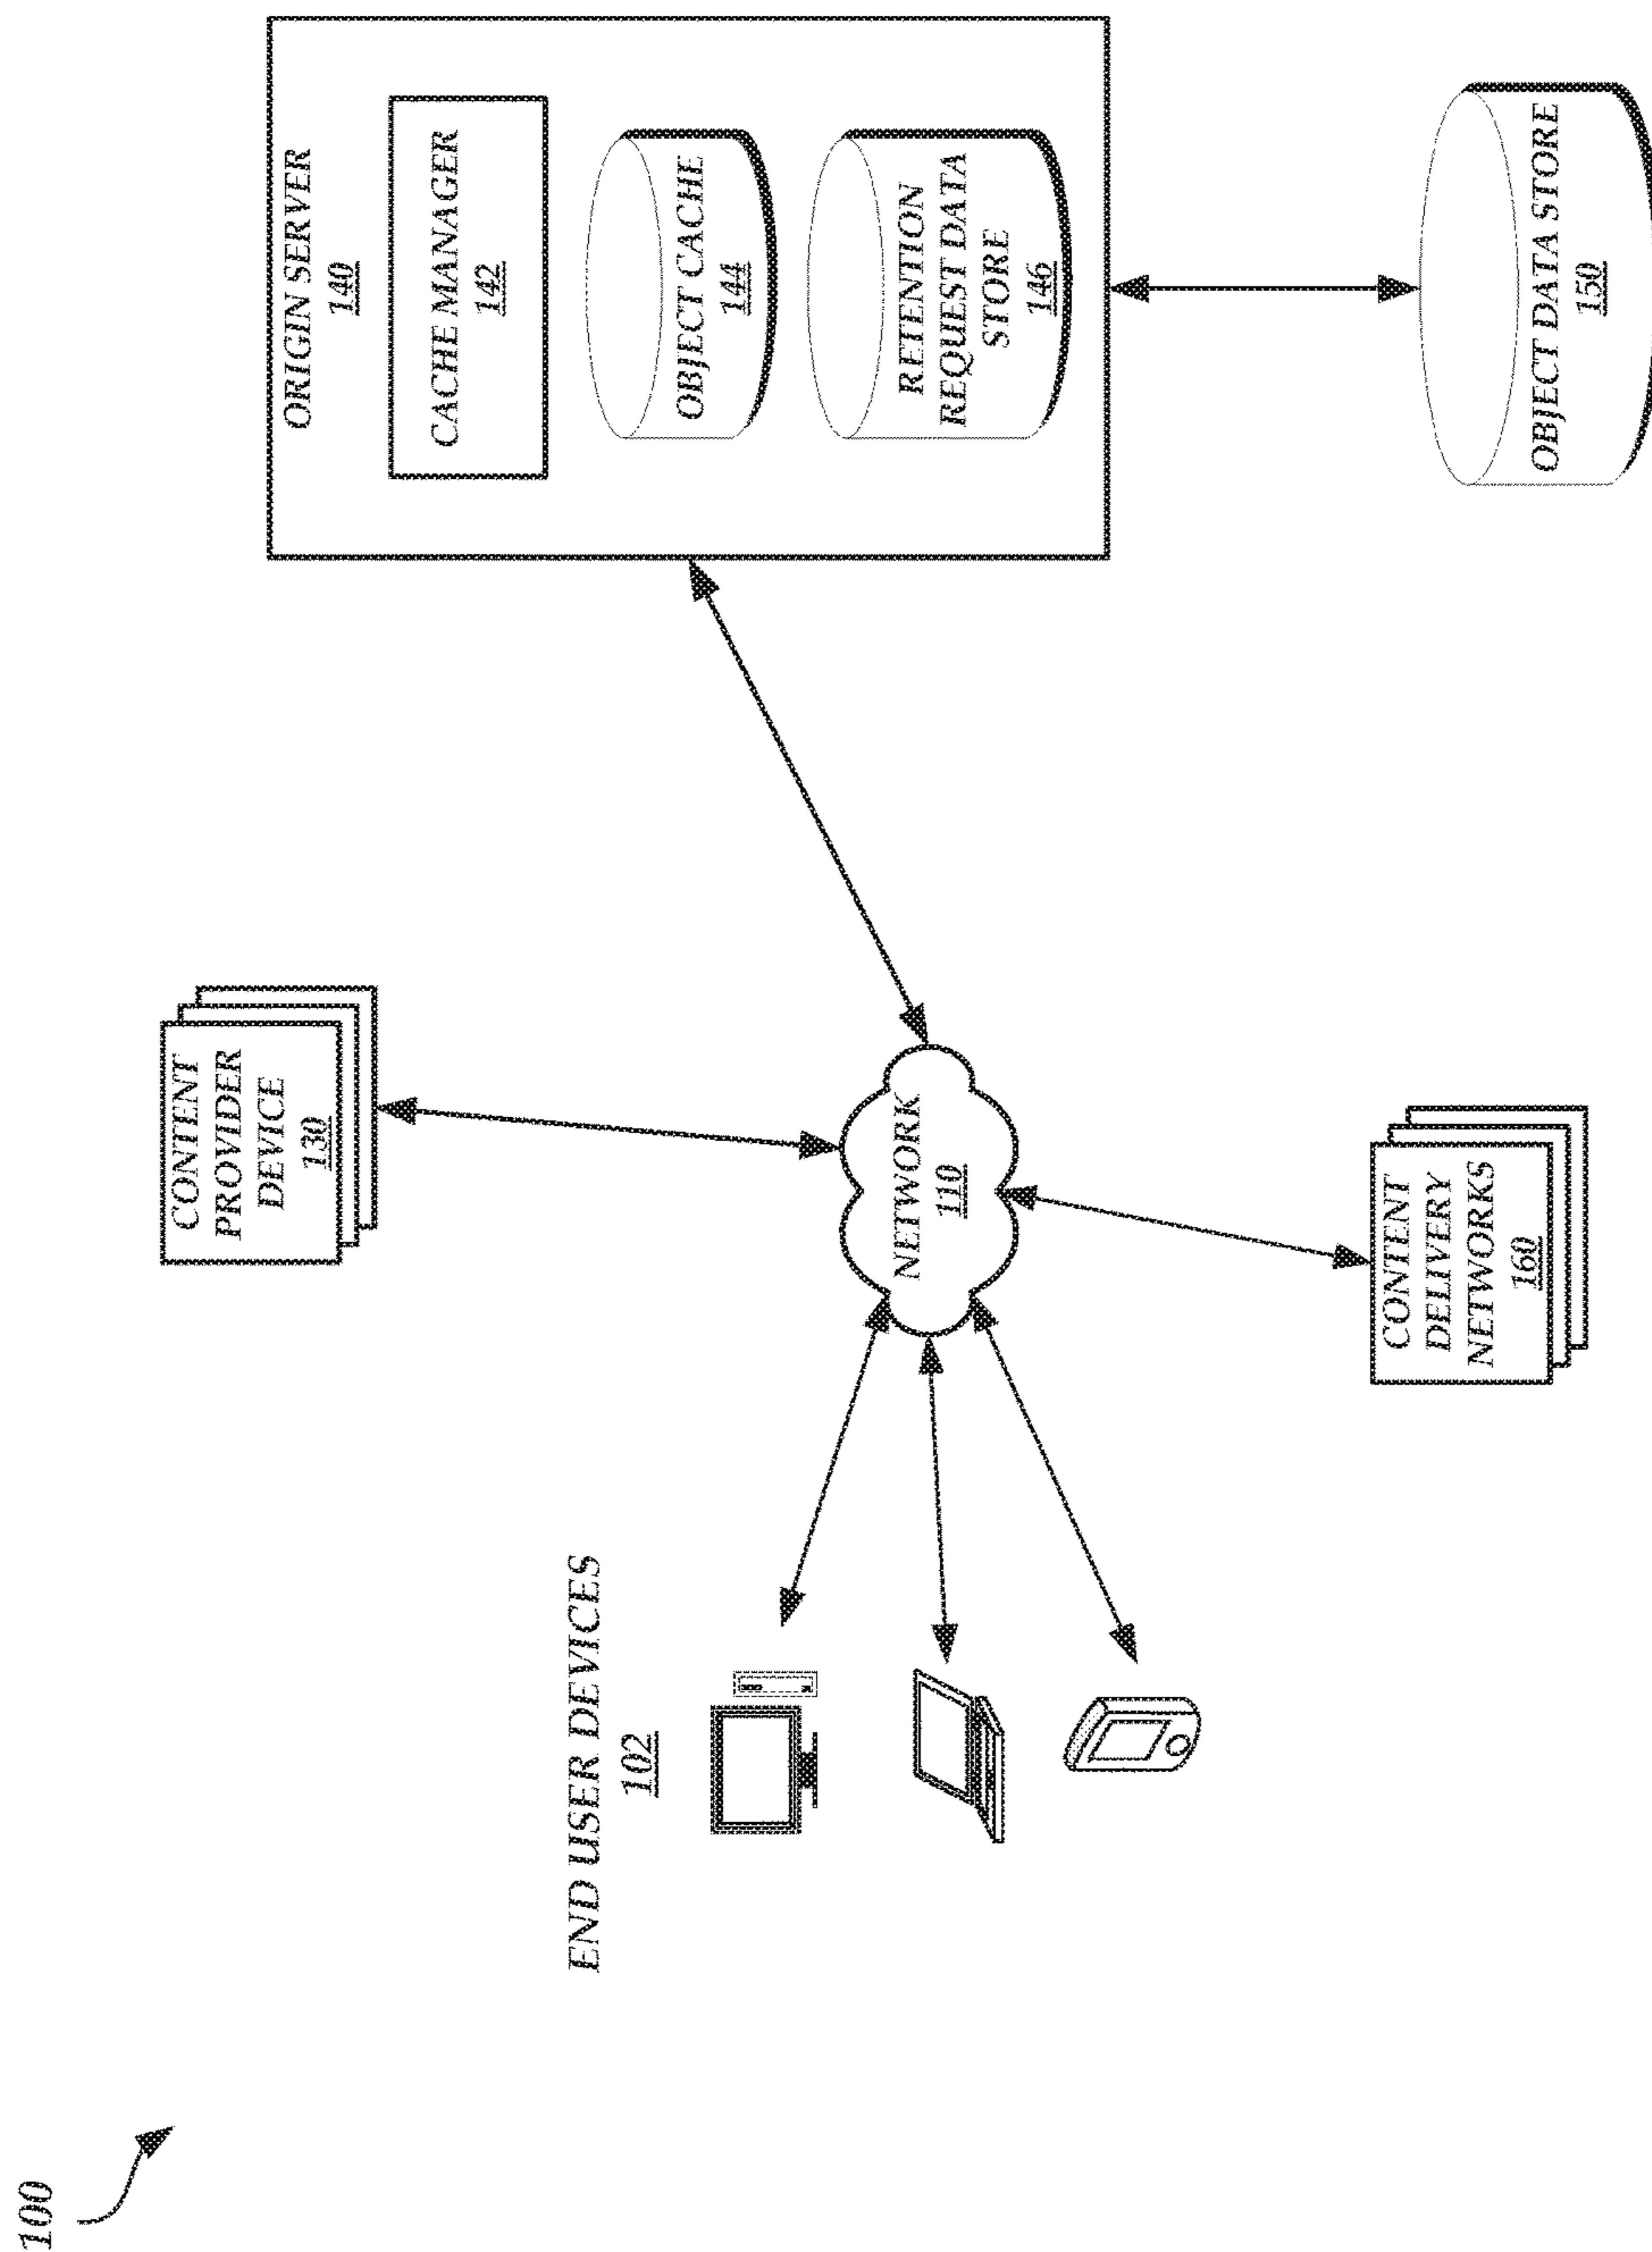 100
END USER DEVICES
102
CONTENT
PROVIDER
DEVICE
130
NETWORK
110
CONTENT
DELIVERY
NETWORKS
160
ORIGIN SERVER
140
CACHE MANAGER
142
OBJECT CACHE
144
RETENTION
REQUEST DATA
STORE
146
OBJECT DATA STORE
150